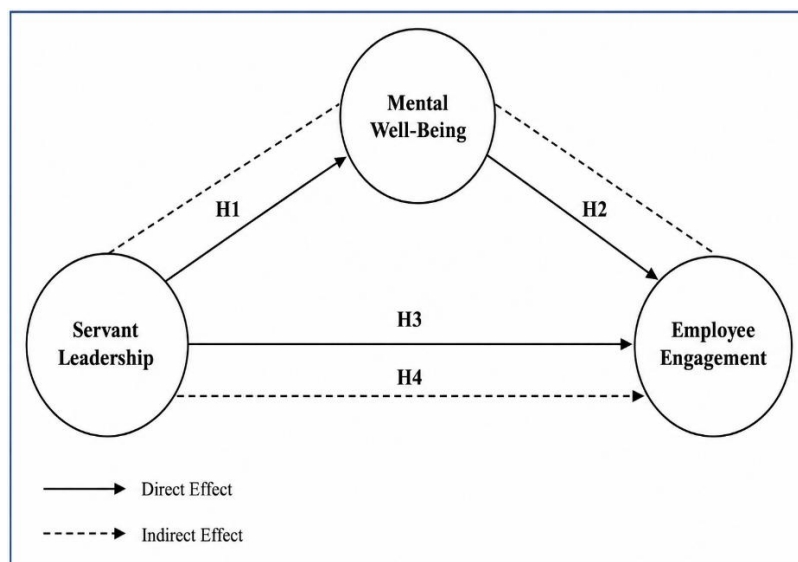 Mental
Well-Being
H1
H2
Servant
Leadership
H3
Employee
Engagement
H4
Direct Effect
Indirect Effect